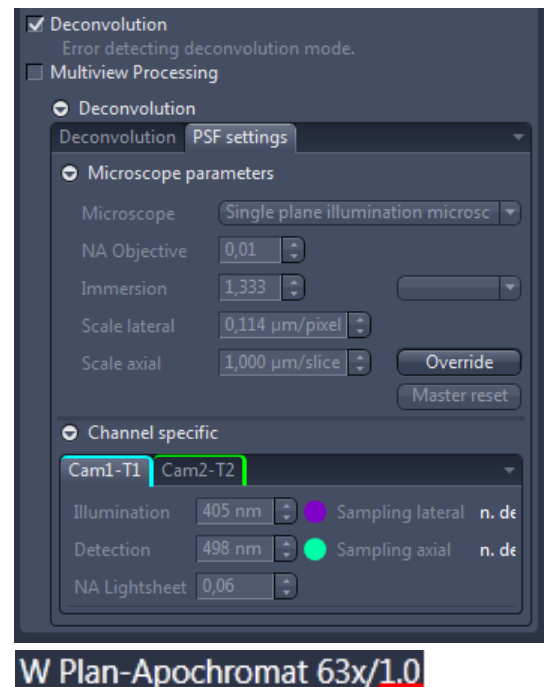 Deconvolution
Error detecting deconvolution mode.
Multiview Processing
Deconvolution
Deconvolution PSF settings
Microscope parameters
Microscope Single plane illumination microsc
NA Objective 0,01
Immersion 1,333
Scale lateral 0,114 µm/pixel
Scale axial 1,000 µm/slice Override
Master reset
Channel specific
Cam1-T1 Cam2-T2
Illumination 405 nm Sampling lateral n. de
Detection 498 nm Sampling axial n. de
NA Lightsheet 0,06
W Plan-Apochromat 63x/1.0